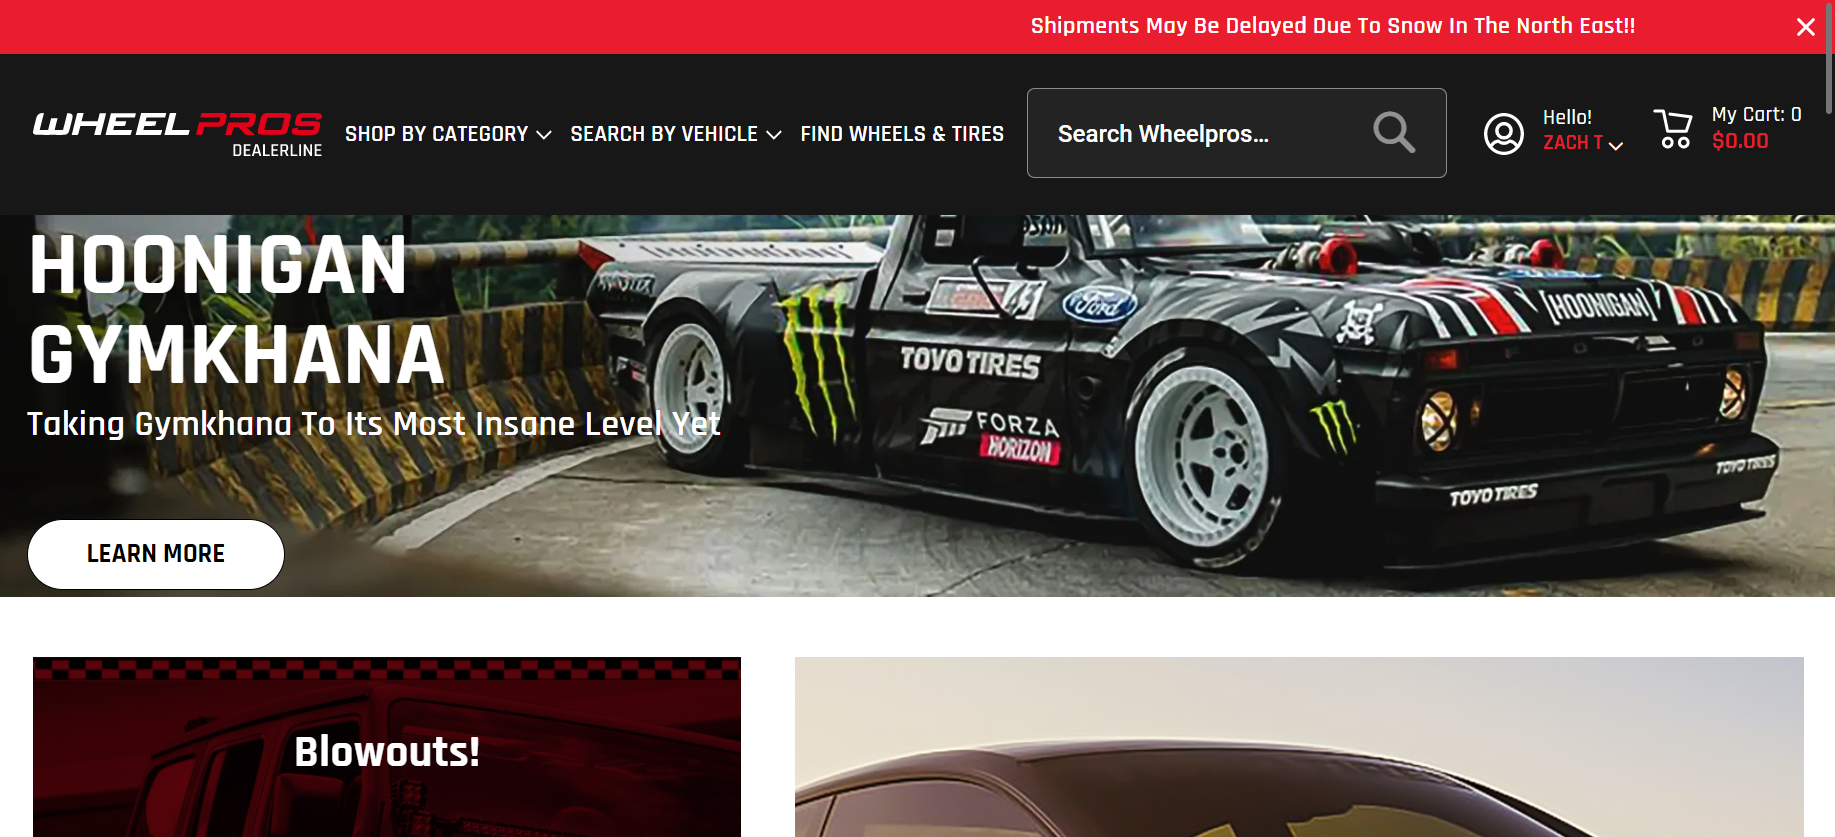 Shipments May Be Delayed Due To Snow In The North East!!
WHEEL PROS
DEALERLINE
SHOP BY CATEGORY
SEARCH BY VEHICLE
FIND WHEELS & TIRES
Search Wheelpros...
Hello!
ZACH T
My Cart: 0
$0.00
HOONIGAN
GYMKHANA
Taking Gymkhana To Its Most Insane Level Yet
LEARN MORE
Ford
[HOONIGAN]
TOYO TIRES
FORZA
HORIZON
TOYO TIRES
TOYO TIRES
Blowouts!